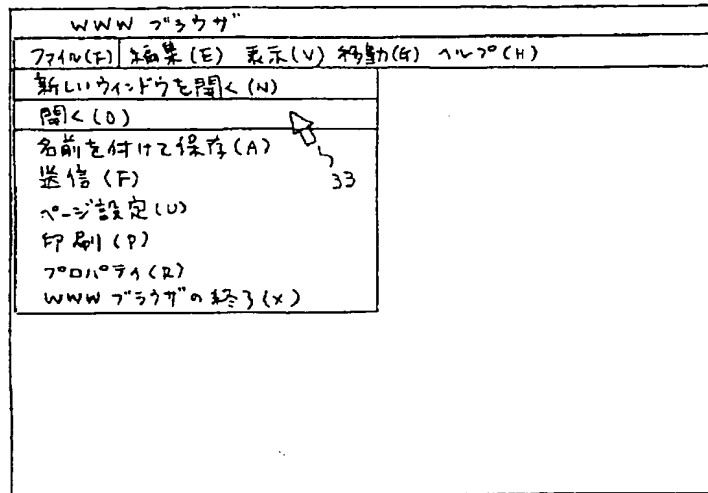 WWW ブラウザ
ファイル(F) 編集(E) 表示(V) 移動(G) ヘルプ(H)
新しいウィンドウを開く(N)
開く(O)
名前を付けて保存(A)
送信(F)
33
ページ設定(U)
印刷(P)
プロパティ(R)
WWW ブラウザの終了(X)